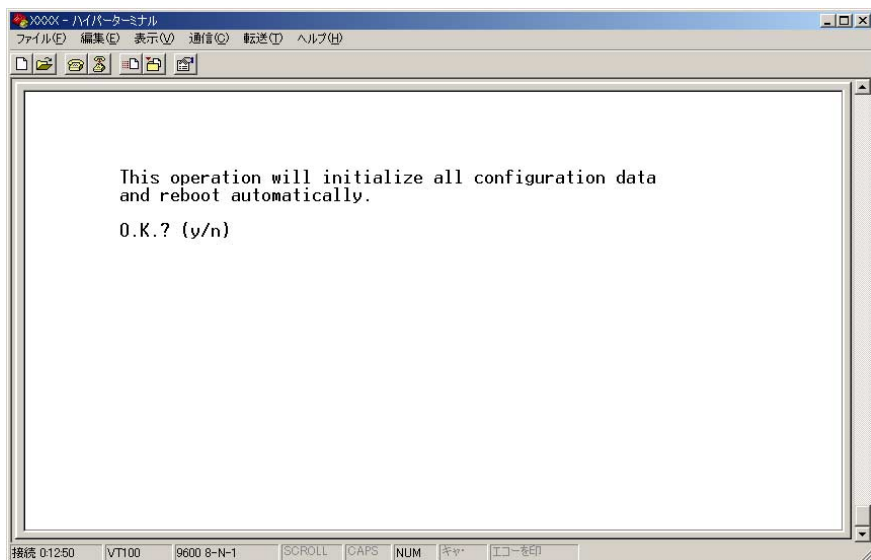 XXXX - ハイパーターミナル
ファイル(F) 編集(E) 表示(V) 通信(C) 転送(T) ヘルプ(H)
This operation will initialize all configuration data
and reboot automatically.
O.K.? (y/n)
接続 0:12:50 VT100 9600 8-N-1 SCROLL CAPS NUM キャ エコーを印